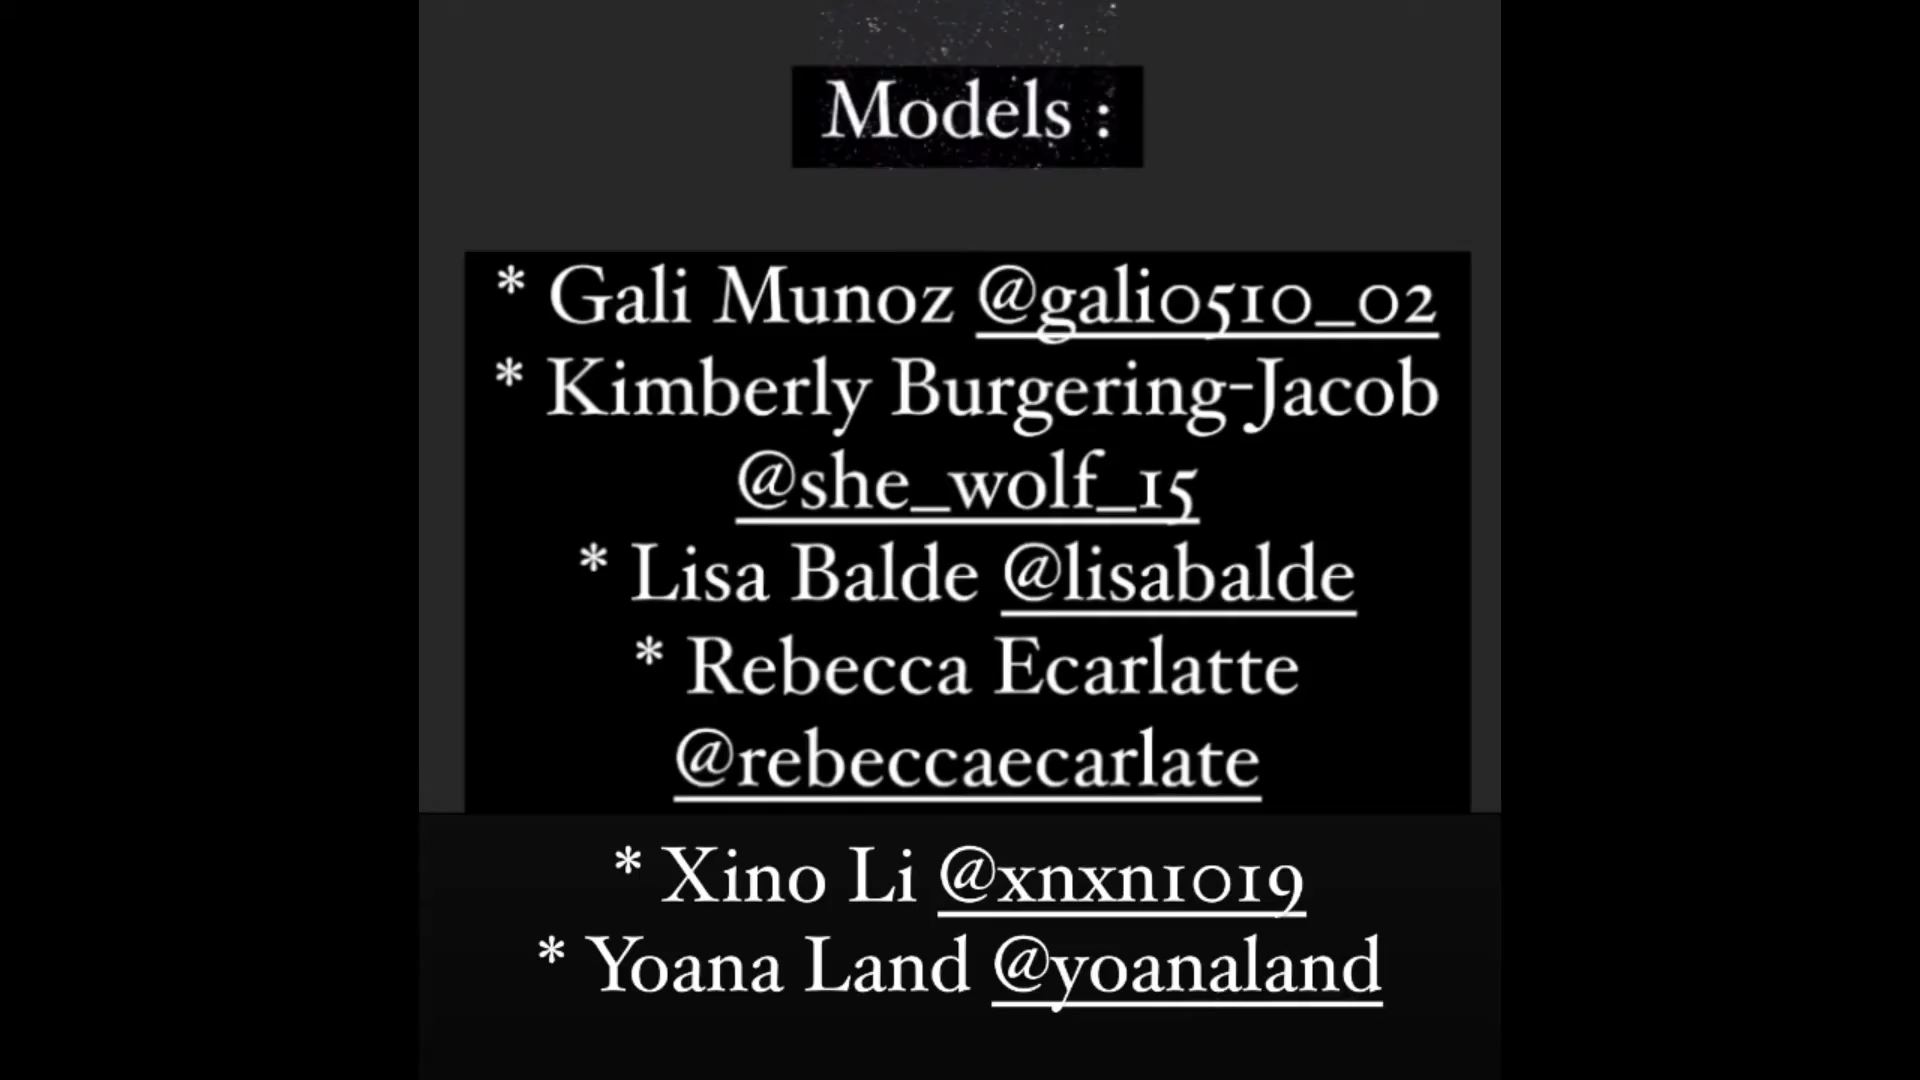 Models :
* Gali Munoz @gali0510_02
* Kimberly Burgering-Jacob
@she_wolf_15
* Lisa Balde @lisabalde
* Rebecca Ecarlatte
@rebeccaecarlate
* Xino Li @xnxn1019
* Yoana Land @yoanaland